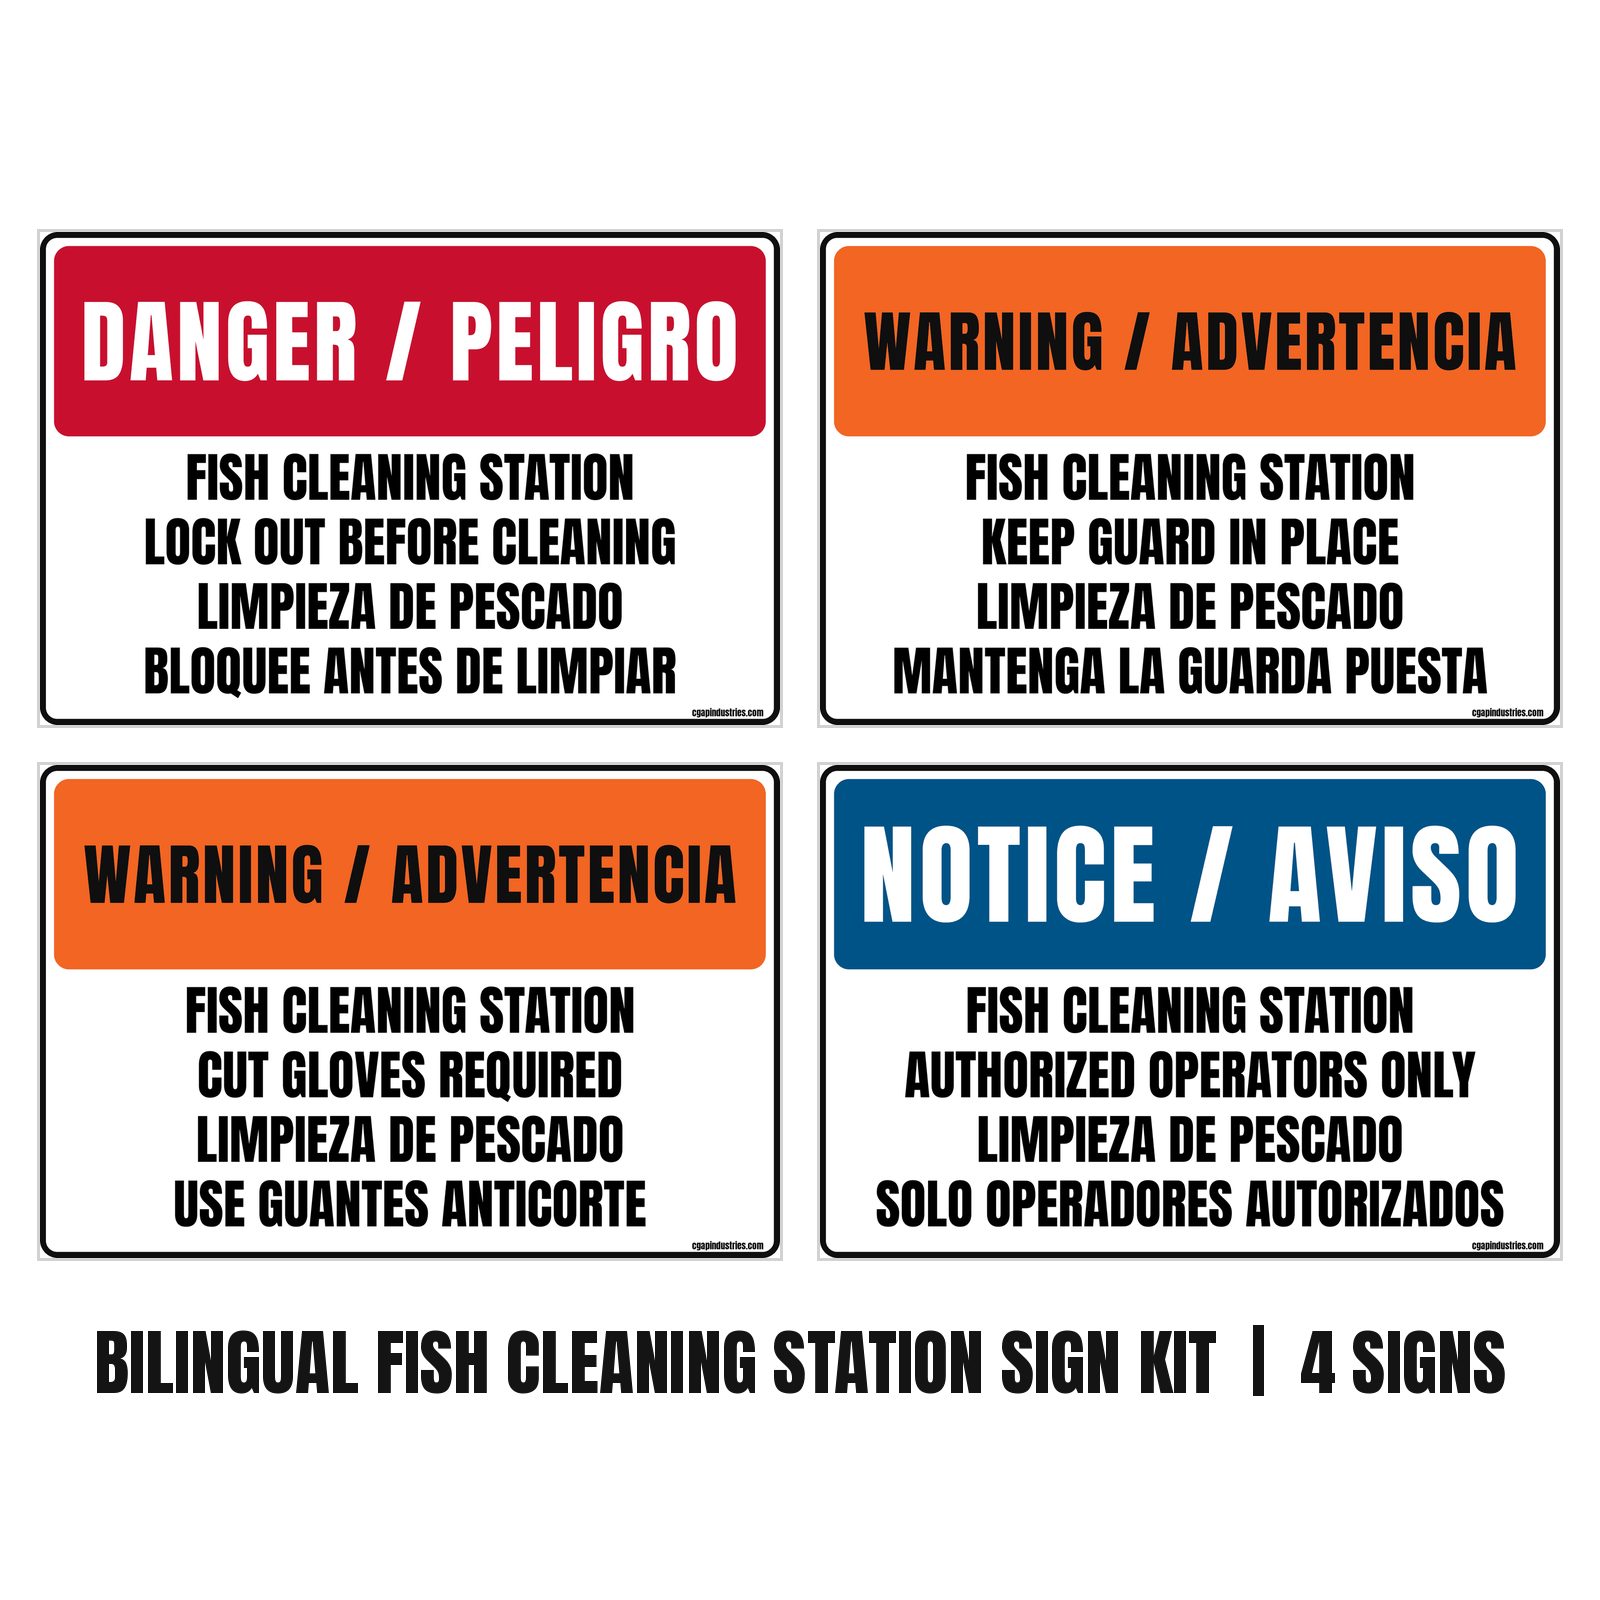 DANGER / PELIGRO
FISH CLEANING STATION
LOCK OUT BEFORE CLEANING
LIMPIEZA DE PESCADO
BLOQUEE ANTES DE LIMPIAR
cgapindustries.com
WARNING / ADVERTENCIA
FISH CLEANING STATION
KEEP GUARD IN PLACE
LIMPIEZA DE PESCADO
MANTENGA LA GUARDA PUESTA
cgapindustries.com
WARNING / ADVERTENCIA
FISH CLEANING STATION
CUT GLOVES REQUIRED
LIMPIEZA DE PESCADO
USE GUANTES ANTICORTE
cgapindustries.com
NOTICE / AVISO
FISH CLEANING STATION
AUTHORIZED OPERATORS ONLY
LIMPIEZA DE PESCADO
SOLO OPERADORES AUTORIZADOS
cgapindustries.com
BILINGUAL FISH CLEANING STATION SIGN KIT | 4 SIGNS